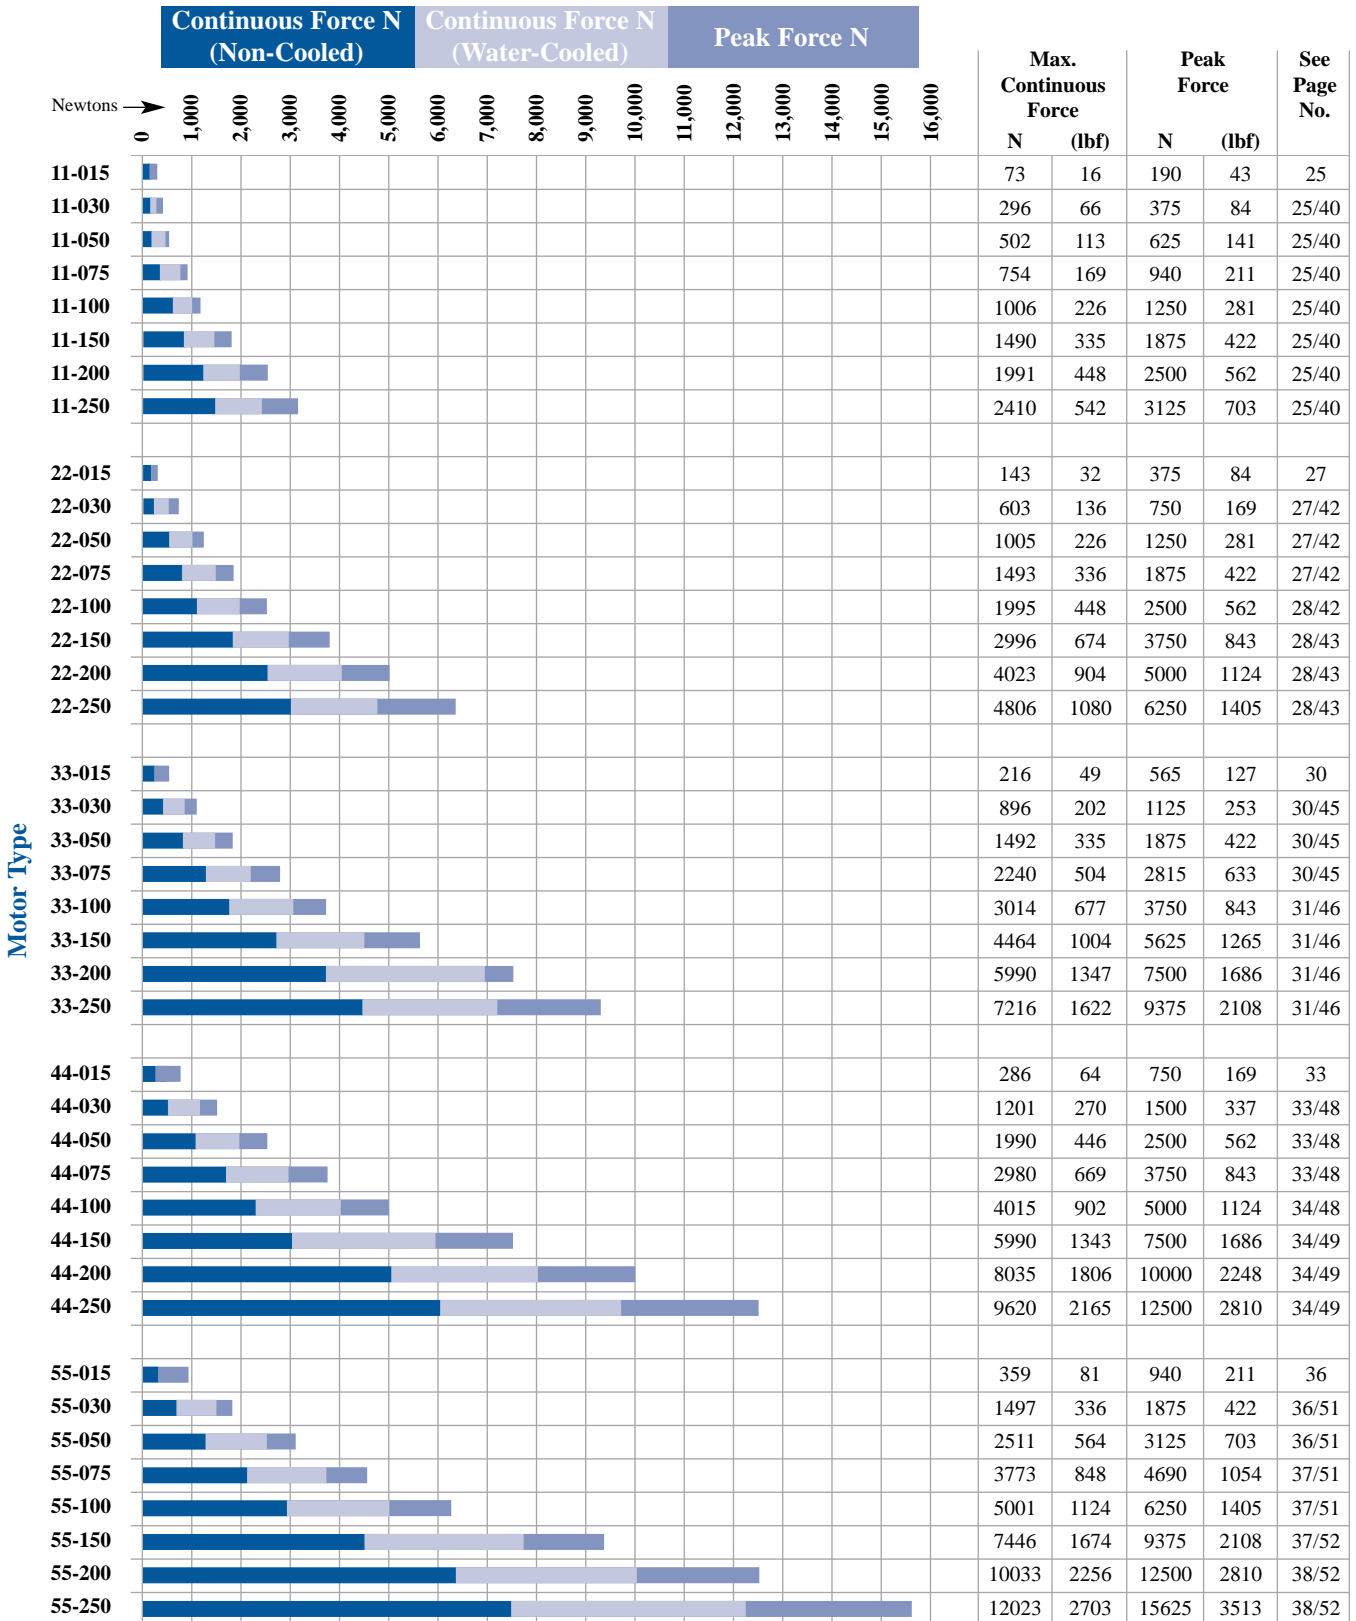 Continuous Force N
(Non-Cooled)
Continuous Force N
(Water-Cooled)
Peak Force N
Max.
Continuous
Force
Peak
Force
See
Page
No.
N (lbf) N (lbf)
Newtons
0 1,000 2,000 3,000 4,000 5,000 6,000 7,000 8,000 9,000 10,000 11,000 12,000 13,000 14,000 15,000 16,000
Motor Type
11-015 73 16 190 43 25
11-030 296 66 375 84 25/40
11-050 502 113 625 141 25/40
11-075 754 169 940 211 25/40
11-100 1006 226 1250 281 25/40
11-150 1490 335 1875 422 25/40
11-200 1991 448 2500 562 25/40
11-250 2410 542 3125 703 25/40
22-015 143 32 375 84 27
22-030 603 136 750 169 27/42
22-050 1005 226 1250 281 27/42
22-075 1493 336 1875 422 27/42
22-100 1995 448 2500 562 28/42
22-150 2996 674 3750 843 28/43
22-200 4023 904 5000 1124 28/43
22-250 4806 1080 6250 1405 28/43
33-015 216 49 565 127 30
33-030 896 202 1125 253 30/45
33-050 1492 335 1875 422 30/45
33-075 2240 504 2815 633 30/45
33-100 3014 677 3750 843 31/46
33-150 4464 1004 5625 1265 31/46
33-200 5990 1347 7500 1686 31/46
33-250 7216 1622 9375 2108 31/46
44-015 286 64 750 169 33
44-030 1201 270 1500 337 33/48
44-050 1990 446 2500 562 33/48
44-075 2980 669 3750 843 33/48
44-100 4015 902 5000 1124 34/48
44-150 5990 1343 7500 1686 34/49
44-200 8035 1806 10000 2248 34/49
44-250 9620 2165 12500 2810 34/49
55-015 359 81 940 211 36
55-030 1497 336 1875 422 36/51
55-050 2511 564 3125 703 36/51
55-075 3773 848 4690 1054 37/51
55-100 5001 1124 6250 1405 37/51
55-150 7446 1674 9375 2108 37/52
55-200 10033 2256 12500 2810 38/52
55-250 12023 2703 15625 3513 38/52